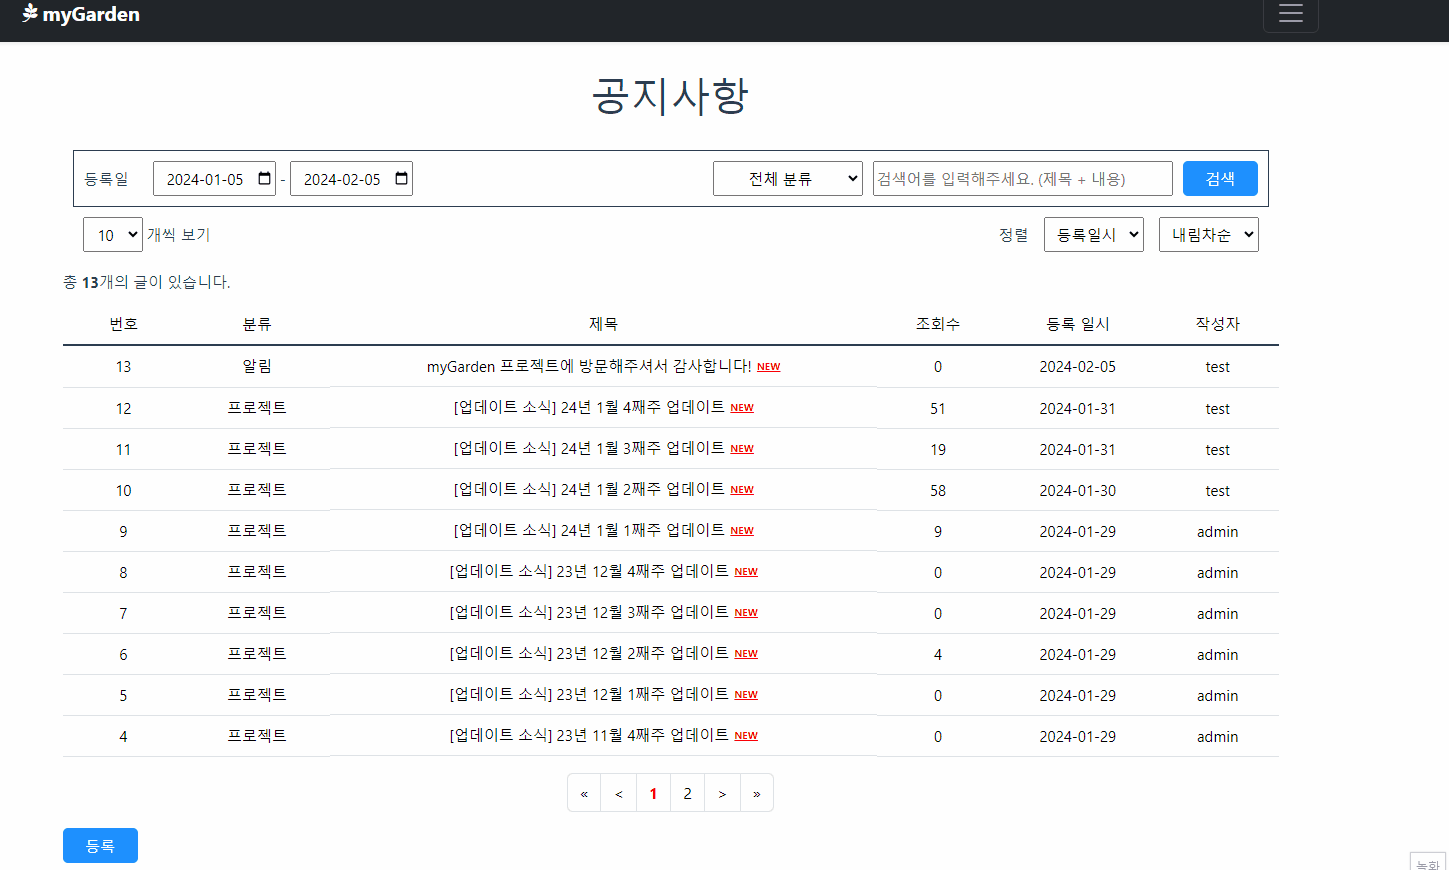 myGarden
공지사항
등록일 2024-01-05 - 2024-02-05 전체 분류 검색어를 입력해주세요. (제목 + 내용) 검색
10 개씩 보기 정렬 등록일시 내림차순
총 13개의 글이 있습니다.
번호 분류 제목 조회수 등록 일시 작성자
13 알림 myGarden 프로젝트에 방문해주셔서 감사합니다! NEW 0 2024-02-05 test
12 프로젝트 [업데이트 소식] 24년 1월 4째주 업데이트 NEW 51 2024-01-31 test
11 프로젝트 [업데이트 소식] 24년 1월 3째주 업데이트 NEW 19 2024-01-31 test
10 프로젝트 [업데이트 소식] 24년 1월 2째주 업데이트 NEW 58 2024-01-30 test
9 프로젝트 [업데이트 소식] 24년 1월 1째주 업데이트 NEW 9 2024-01-29 admin
8 프로젝트 [업데이트 소식] 23년 12월 4째주 업데이트 NEW 0 2024-01-29 admin
7 프로젝트 [업데이트 소식] 23년 12월 3째주 업데이트 NEW 0 2024-01-29 admin
6 프로젝트 [업데이트 소식] 23년 12월 2째주 업데이트 NEW 4 2024-01-29 admin
5 프로젝트 [업데이트 소식] 23년 12월 1째주 업데이트 NEW 0 2024-01-29 admin
4 프로젝트 [업데이트 소식] 23년 11월 4째주 업데이트 NEW 0 2024-01-29 admin
« < 1 2 > »
등록
녹화